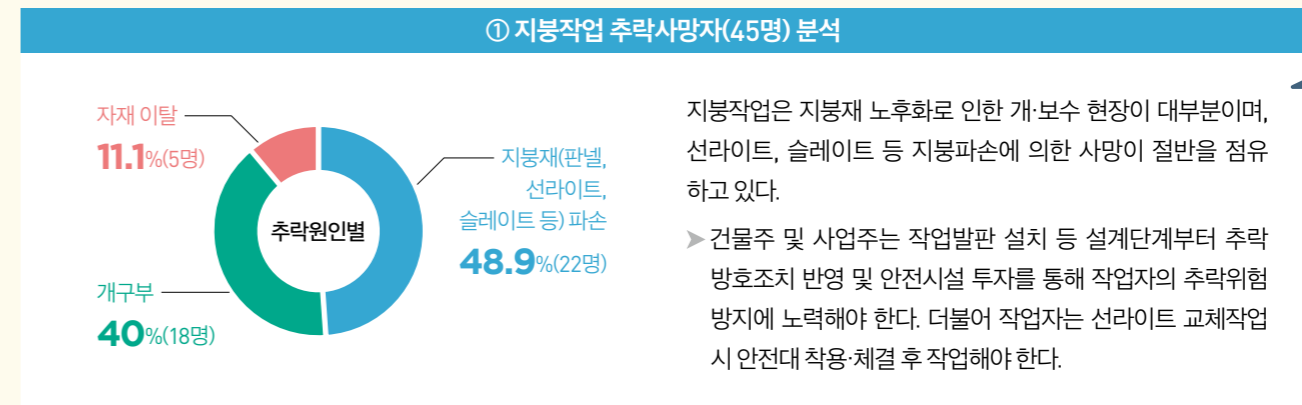 ① 지붕작업 추락사망자(45명) 분석
자재 이탈
11.1%(5명)
개구부
40%(18명)
추락원인별
지붕재(판넬,
선라이트,
슬레이트 등) 파손
48.9%(22명)
지붕작업은 지붕재 노후화로 인한 개·보수 현장이 대부분이며,
선라이트, 슬레이트 등 지붕파손에 의한 사망이 절반을 점유
하고 있다.
➤건물주 및 사업주는 작업발판 설치 등 설계단계부터 추락
방호조치 반영 및 안전시설 투자를 통해 작업자의 추락위험
방지에 노력해야 한다. 더불어 작업자는 선라이트 교체작업
시 안전대 착용·체결 후 작업해야 한다.